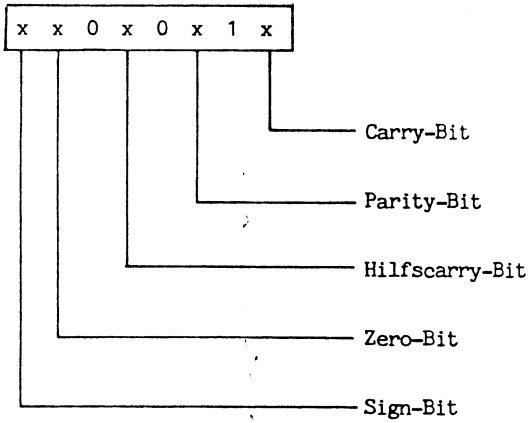 x x 0 x 0 x 1 x
Carry-Bit
Parity-Bit
Hilfscarry-Bit
Zero-Bit
Sign-Bit